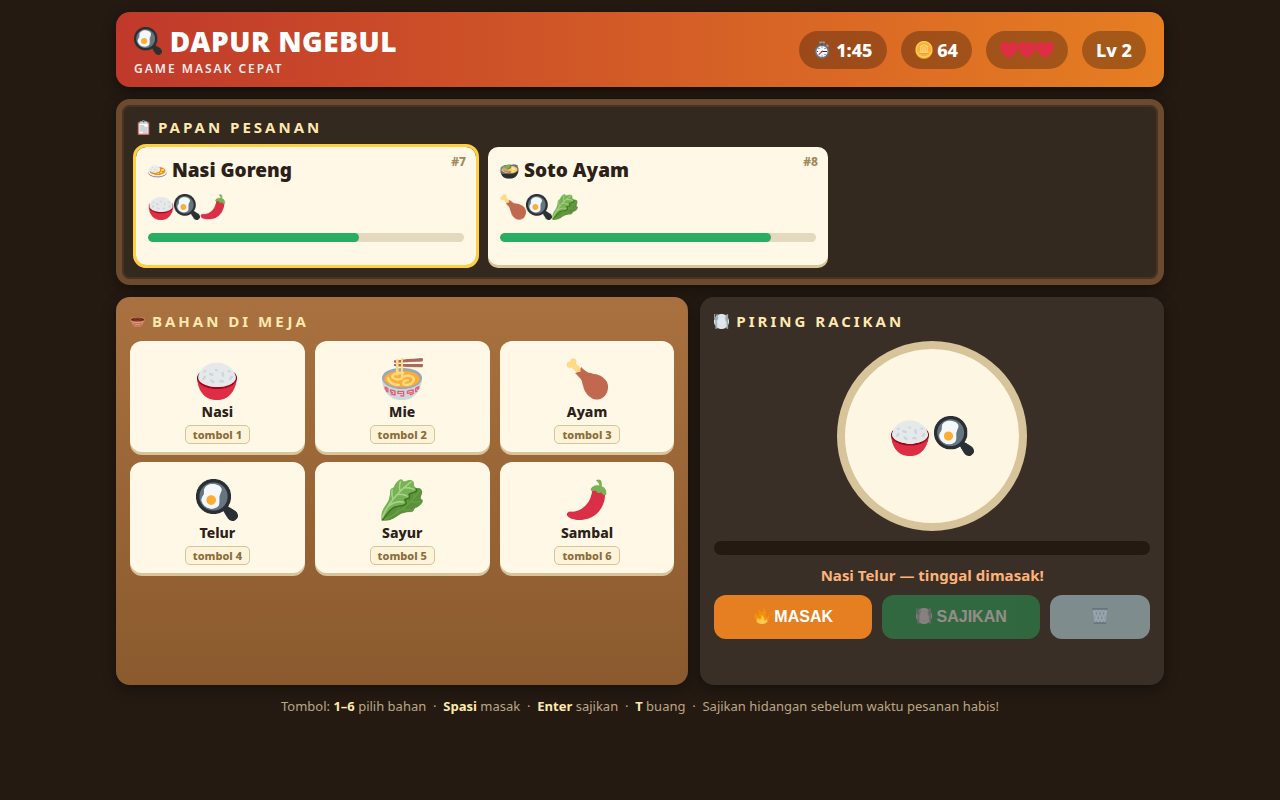 DAPUR NGEBUL
GAME MASAK CEPAT
1:45
64
Lv 2
PAPAN PESANAN
Nasi Goreng
#7
Soto Ayam
#8
BAHAN DI MEJA
Nasi
tombol 1
Mie
tombol 2
Ayam
tombol 3
Telur
tombol 4
Sayur
tombol 5
Sambal
tombol 6
PIRING RACIKAN
Nasi Telur — tinggal dimasak!
MASAK
SAJIKAN
Tombol: 1–6 pilih bahan · Spasi masak · Enter sajikan · T buang · Sajikan hidangan sebelum waktu pesanan habis!